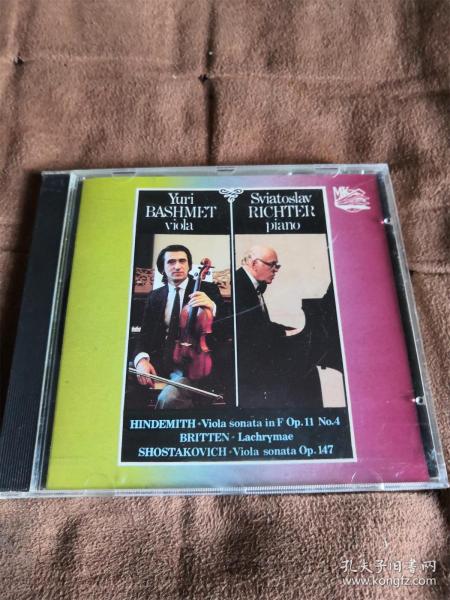 Yuri
BASHMET
viola
Sviatoslav
RICHTER
piano
MK
HINDEMITH • Viola sonata in F Op.11 No.4
BRITTEN • Lachrymae
SHOSTAKOVICH • Viola sonata Op.147
孔夫子旧书网
www.kongfz.com